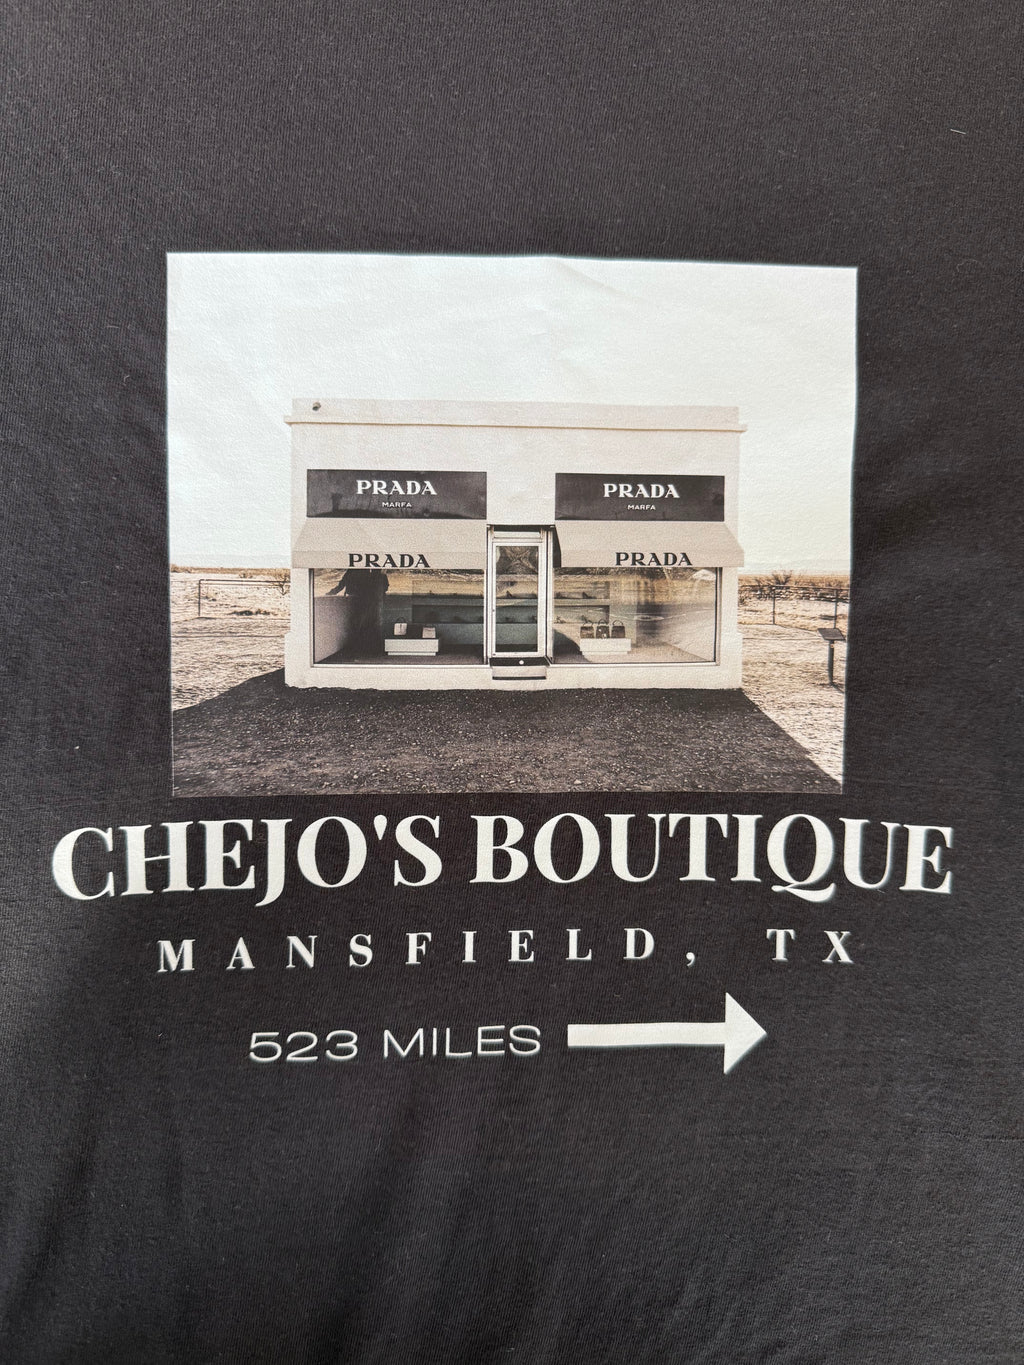 PRADA
MARFA
PRADA
MARFA
PRADA
PRADA
CHEJO'S BOUTIQUE
MANSFIELD, TX
523 MILES